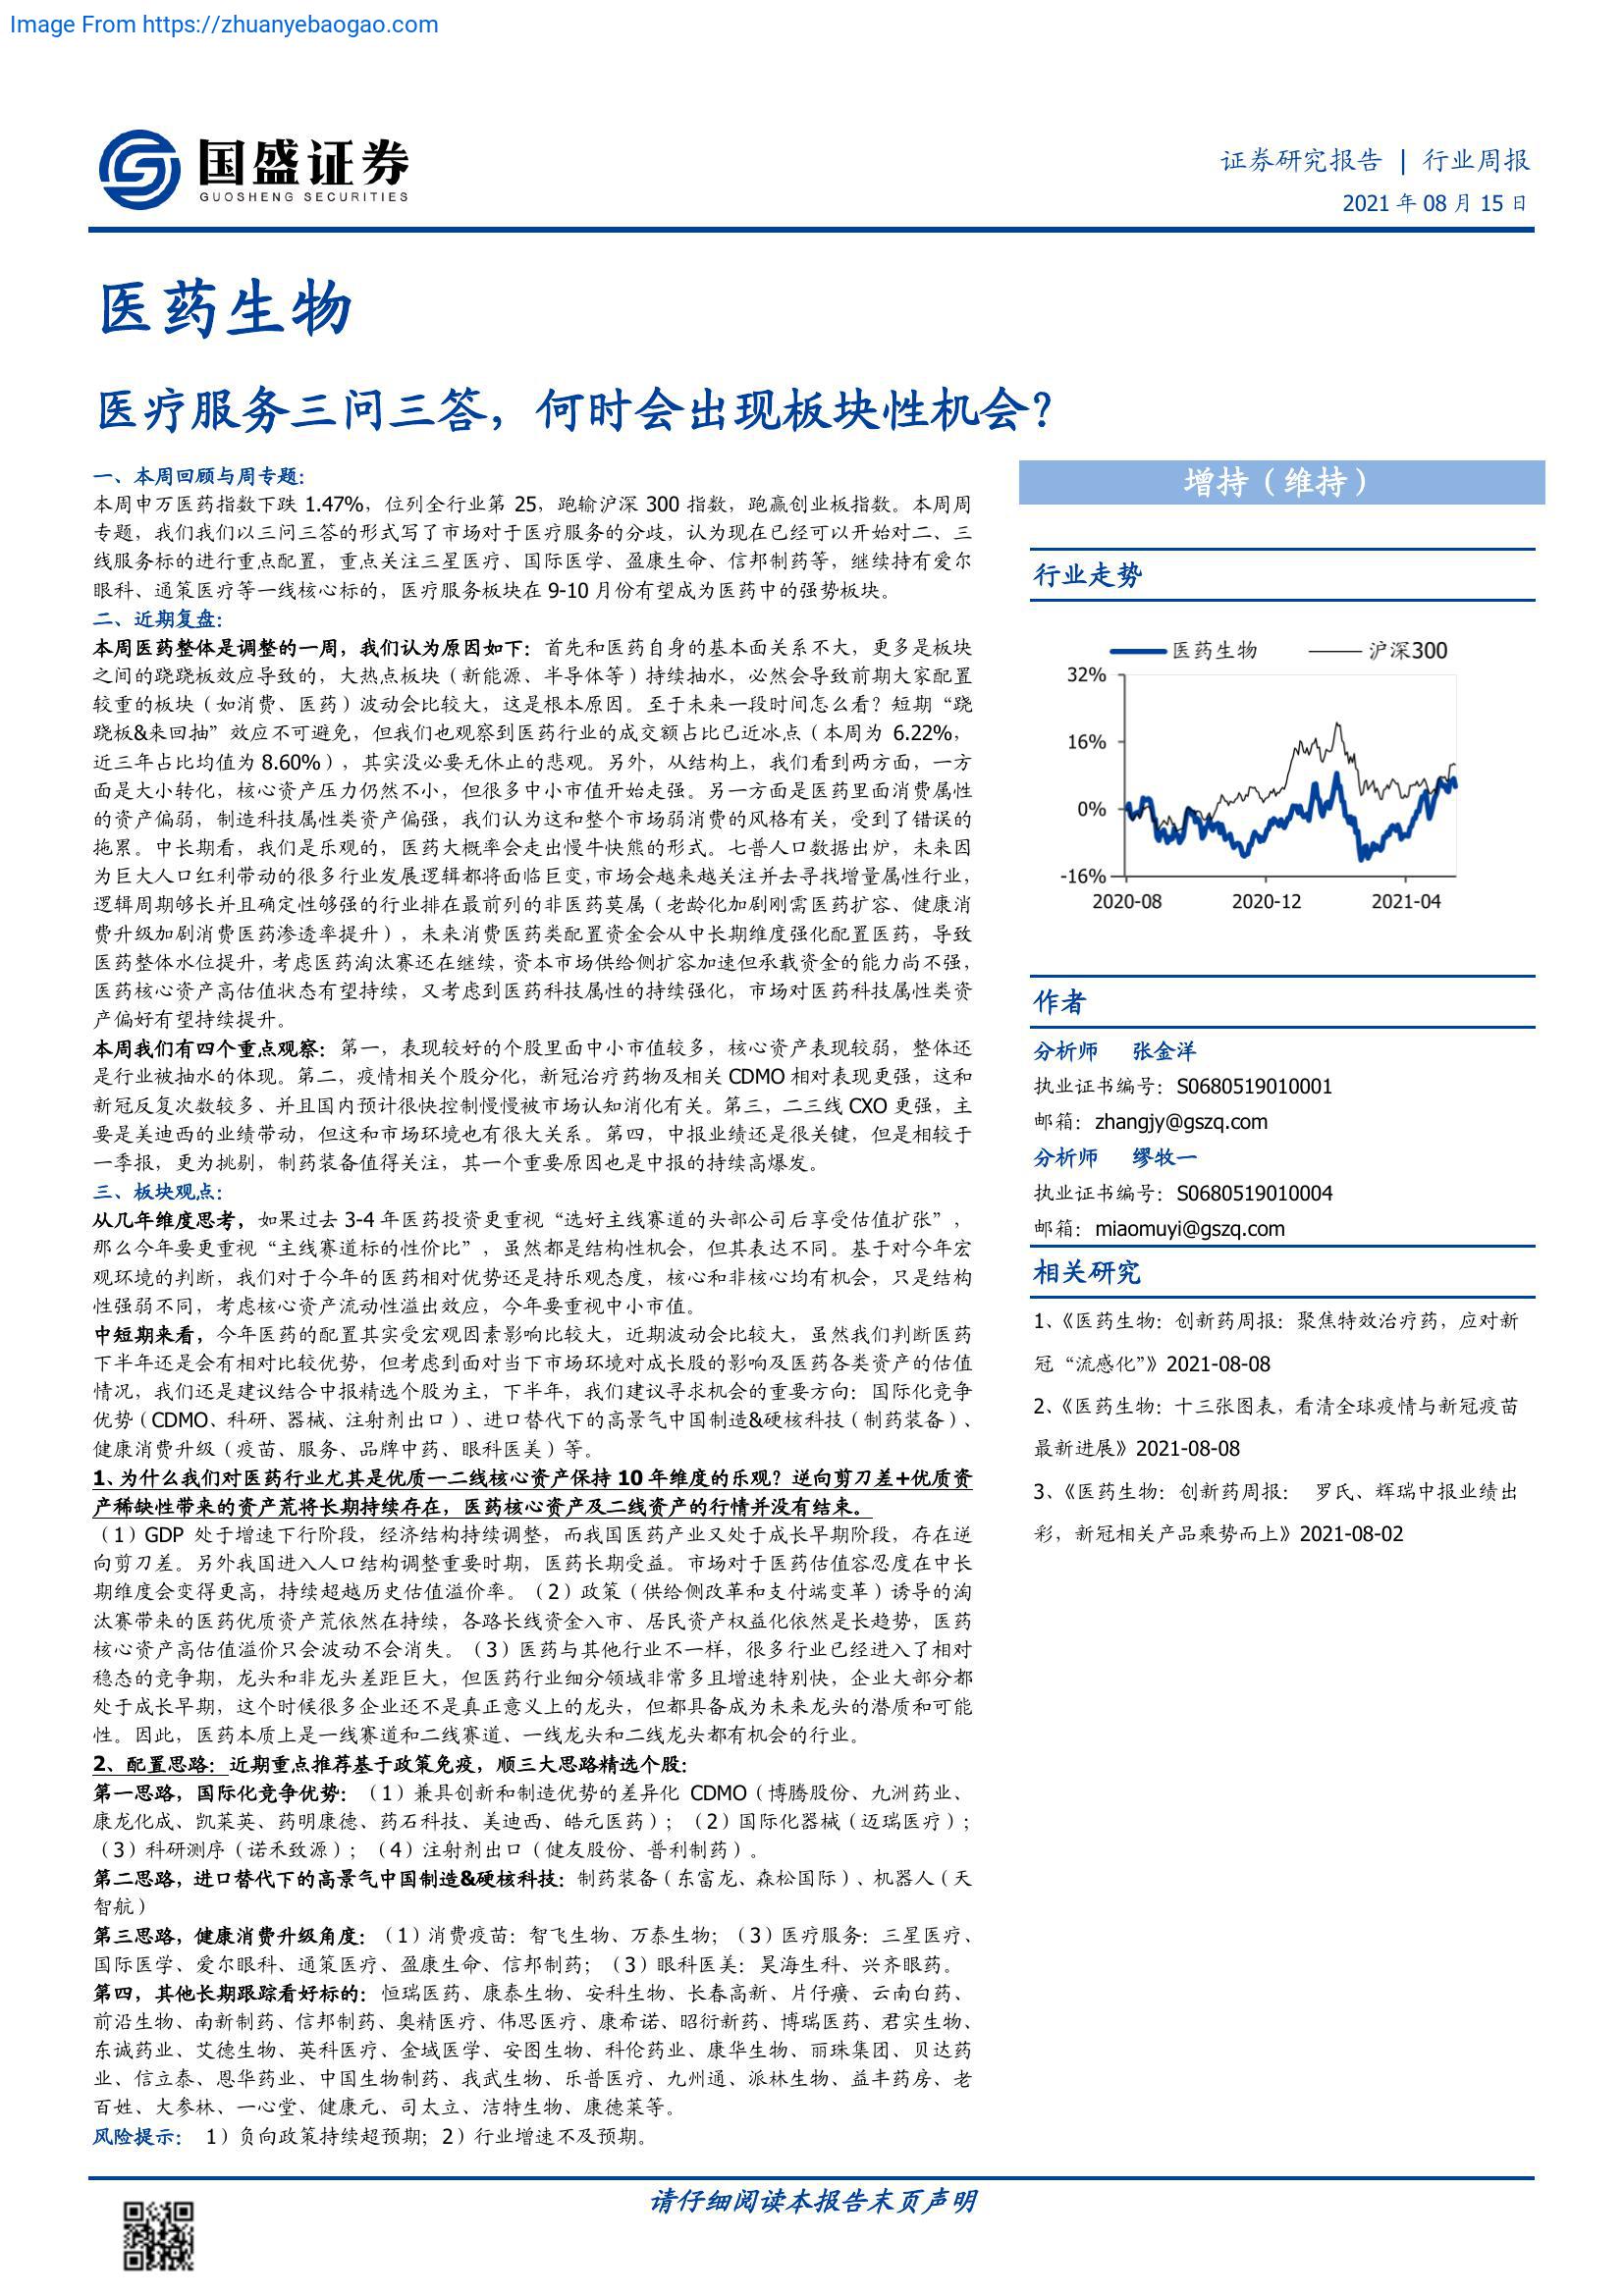 Image From https://zhuanyebaogao.com
国盛证券
GUOSHENG SECURITIES
证券研究报告 | 行业周报
2021 年 08 月 15 日
医药生物
医疗服务三问三答，何时会出现板块性机会？
一、本周回顾与周专题：
本周申万医药指数下跌 1.47%，位列全行业第 25，跑输沪深 300 指数，跑赢创业板指数。本周周
专题，我们我们以三问三答的形式写了市场对于医疗服务的分歧，认为现在已经可以开始对二、三
线服务标的进行重点配置，重点关注三星医疗、国际医学、盈康生命、信邦制药等，继续持有爱尔
眼科、通策医疗等一线核心标的，医疗服务板块在 9-10 月份有望成为医药中的强势板块。
二、近期复盘：
本周医药整体是调整的一周，我们认为原因如下：首先和医药自身的基本面关系不大，更多是板块
之间的跷跷板效应导致的，大热点板块（新能源、半导体等）持续抽水，必然会导致前期大家配置
较重的板块（如消费、医药）波动会比较大，这是根本原因。至于未来一段时间怎么看？短期“跷
跷板&来回抽”效应不可避免，但我们也观察到医药行业的成交额占比已近冰点（本周为 6.22%，
近三年占比均值为 8.60%），其实没必要无休止的悲观。另外，从结构上，我们看到两方面，一方
面是大小转化，核心资产压力仍然不小，但很多中小市值开始走强。另一方面是医药里面消费属性
的资产偏弱，制造科技属性类资产偏强，我们认为这和整个市场弱消费的风格有关，受到了错误的
拖累。中长期看，我们是乐观的，医药大概率会走出慢牛快熊的形式。七普人口数据出炉，未来因
为巨大人口红利带动的很多行业发展逻辑都将面临巨变，市场会越来越关注并去寻找增量属性行业，
逻辑周期够长并且确定性够强的行业排在最前列的非医药莫属（老龄化加剧刚需医药扩容、健康消
费升级加剧消费医药渗透率提升），未来消费医药类配置资金会从中长期维度强化配置医药，导致
医药整体水位提升，考虑医药淘汰赛还在继续，资本市场供给侧扩容加速但承载资金的能力尚不强，
医药核心资产高估值状态有望持续，又考虑到医药科技属性的持续强化，市场对医药科技属性类资
产偏好有望持续提升。
本周我们有四个重点观察：第一，表现较好的个股里面中小市值较多，核心资产表现较弱，整体还
是行业被抽水的体现。第二，疫情相关个股分化，新冠治疗药物及相关 CDMO 相对表现更强，这和
新冠反复次数较多、并且国内预计很快控制慢慢被市场认知消化有关。第三，二三线 CXO 更强，主
要是美迪西的业绩带动，但这和市场环境也有很大关系。第四，中报业绩还是很关键，但是相较于
一季报，更为挑剔，制药装备值得关注，其一个重要原因也是中报的持续高爆发。
三、板块观点：
从几年维度思考，如果过去 3-4 年医药投资更重视“选好主线赛道的头部公司后享受估值扩张”，
那么今年要更重视“主线赛道标的性价比”，虽然都是结构性机会，但其表达不同。基于对今年宏
观环境的判断，我们对于今年的医药相对优势还是持乐观态度，核心和非核心均有机会，只是结构
性强弱不同，考虑核心资产流动性溢出效应，今年要重视中小市值。
中短期来看，今年医药的配置其实受宏观因素影响比较大，近期波动会比较大，虽然我们判断医药
下半年还是会有相对比较优势，但考虑到面对当下市场环境对成长股的影响及医药各类资产的估值
情况，我们还是建议结合中报精选个股为主，下半年，我们建议寻求机会的重要方向：国际化竞争
优势（CDMO、科研、器械、注射剂出口）、进口替代下的高景气中国制造&硬核科技（制药装备）、
健康消费升级（疫苗、服务、品牌中药、眼科医美）等。
1、为什么我们对医药行业尤其是优质一二线核心资产保持 10 年维度的乐观？逆向剪刀差+优质资
产稀缺性带来的资产荒将长期持续存在，医药核心资产及二线资产的行情并没有结束。
（1）GDP 处于增速下行阶段，经济结构持续调整，而我国医药产业又处于成长早期阶段，存在逆
向剪刀差。另外我国进入人口结构调整重要时期，医药长期受益。市场对于医药估值容忍度在中长
期维度会变得更高，持续超越历史估值溢价率。（2）政策（供给侧改革和支付端变革）诱导的淘
汰赛带来的医药优质资产荒依然在持续，各路长线资金入市、居民资产权益化依然是长趋势，医药
核心资产高估值溢价只会波动不会消失。（3）医药与其他行业不一样，很多行业已经进入了相对
稳态的竞争期，龙头和非龙头差距巨大，但医药行业细分领域非常多且增速特别快，企业大部分都
处于成长早期，这个时候很多企业还不是真正意义上的龙头，但都具备成为未来龙头的潜质和可能
性。因此，医药本质上是一线赛道和二线赛道、一线龙头和二线龙头都有机会的行业。
2、配置思路：近期重点推荐基于政策免疫，顺三大思路精选个股：
第一思路，国际化竞争优势：（1）兼具创新和制造优势的差异化 CDMO（博腾股份、九洲药业、
康龙化成、凯莱英、药明康德、药石科技、美迪西、皓元医药）；（2）国际化器械（迈瑞医疗）；
（3）科研测序（诺禾致源）；（4）注射剂出口（健友股份、普利制药）。
第二思路，进口替代下的高景气中国制造&硬核科技：制药装备（东富龙、森松国际）、机器人（天
智航）
第三思路，健康消费升级角度：（1）消费疫苗：智飞生物、万泰生物；（3）医疗服务：三星医疗、
国际医学、爱尔眼科、通策医疗、盈康生命、信邦制药；（3）眼科医美：昊海生科、兴齐眼药。
第四，其他长期跟踪看好标的：恒瑞医药、康泰生物、安科生物、长春高新、片仔癀、云南白药、
前沿生物、南新制药、信邦制药、奥精医疗、伟思医疗、康希诺、昭衍新药、博瑞医药、君实生物、
东诚药业、艾德生物、英科医疗、金域医学、安图生物、科伦药业、康华生物、丽珠集团、贝达药
业、信立泰、恩华药业、中国生物制药、我武生物、乐普医疗、九州通、派林生物、益丰药房、老
百姓、大参林、一心堂、健康元、司太立、洁特生物、康德莱等。
风险提示： 1）负向政策持续超预期；2）行业增速不及预期。
增持（维持）
行业走势
医药生物 沪深300
32%
16%
0%
-16%
2020-08 2020-12 2021-04
作者
分析师 张金洋
执业证书编号：S0680519010001
邮箱：zhangjy@gszq.com
分析师 缪牧一
执业证书编号：S0680519010004
邮箱：miaomuyi@gszq.com
相关研究
1、《医药生物：创新药周报：聚焦特效治疗药，应对新
冠“流感化”》2021-08-08
2、《医药生物：十三张图表，看清全球疫情与新冠疫苗
最新进展》2021-08-08
3、《医药生物：创新药周报： 罗氏、辉瑞中报业绩出
彩，新冠相关产品乘势而上》2021-08-02
请仔细阅读本报告末页声明